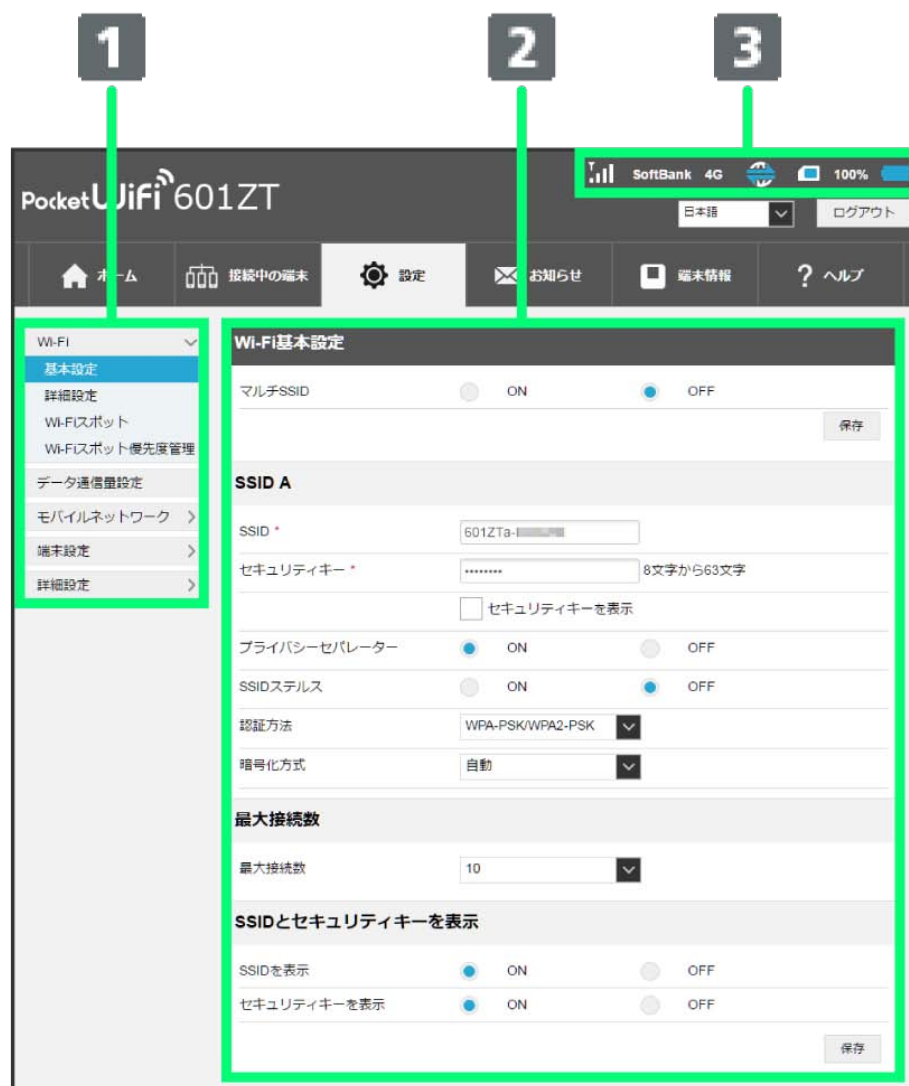 1 2 3
SoftBank 4G 100%
PocketWiFi 601ZT
日本語 ログアウト
ホーム 接続中の端末 設定 お知らせ 端末情報 ? ヘルプ
Wi-Fi
基本設定
詳細設定
Wi-Fiスポット
Wi-Fiスポット優先度管理
データ通信量設定
モバイルネットワーク
端末設定
詳細設定
Wi-Fi基本設定
マルチSSID ON OFF
保存
SSID A
SSID * 601ZTa-
セキュリティキー * •••••••• 8文字から63文字
セキュリティキーを表示
プライバシーセパレーター ON OFF
SSIDステルス ON OFF
認証方法 WPA-PSK/WPA2-PSK
暗号化方式 自動
最大接続数
最大接続数 10
SSIDとセキュリティキーを表示
SSIDを表示 ON OFF
セキュリティキーを表示 ON OFF
保存